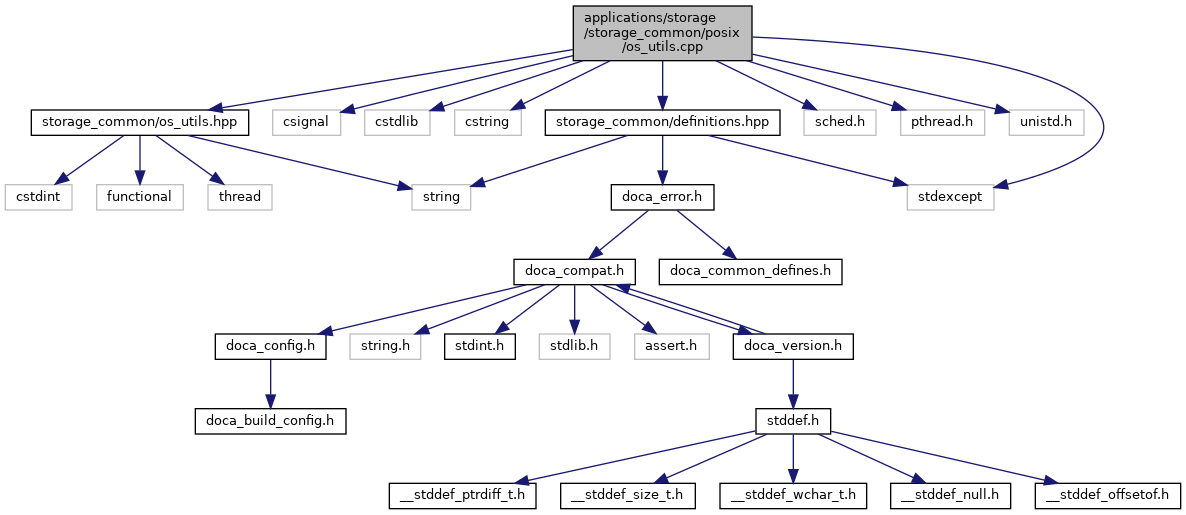 applications/storage
/storage_common/posix
/os_utils.cpp
storage_common/os_utils.hpp
csignal
cstdlib
cstring
storage_common/definitions.hpp
sched.h
pthread.h
unistd.h
cstdint
functional
thread
string
doca_error.h
stdexcept
doca_compat.h
doca_common_defines.h
doca_config.h
string.h
stdint.h
stdlib.h
assert.h
doca_version.h
doca_build_config.h
stddef.h
__stddef_ptrdiff_t.h
__stddef_size_t.h
__stddef_wchar_t.h
__stddef_null.h
__stddef_offsetof.h